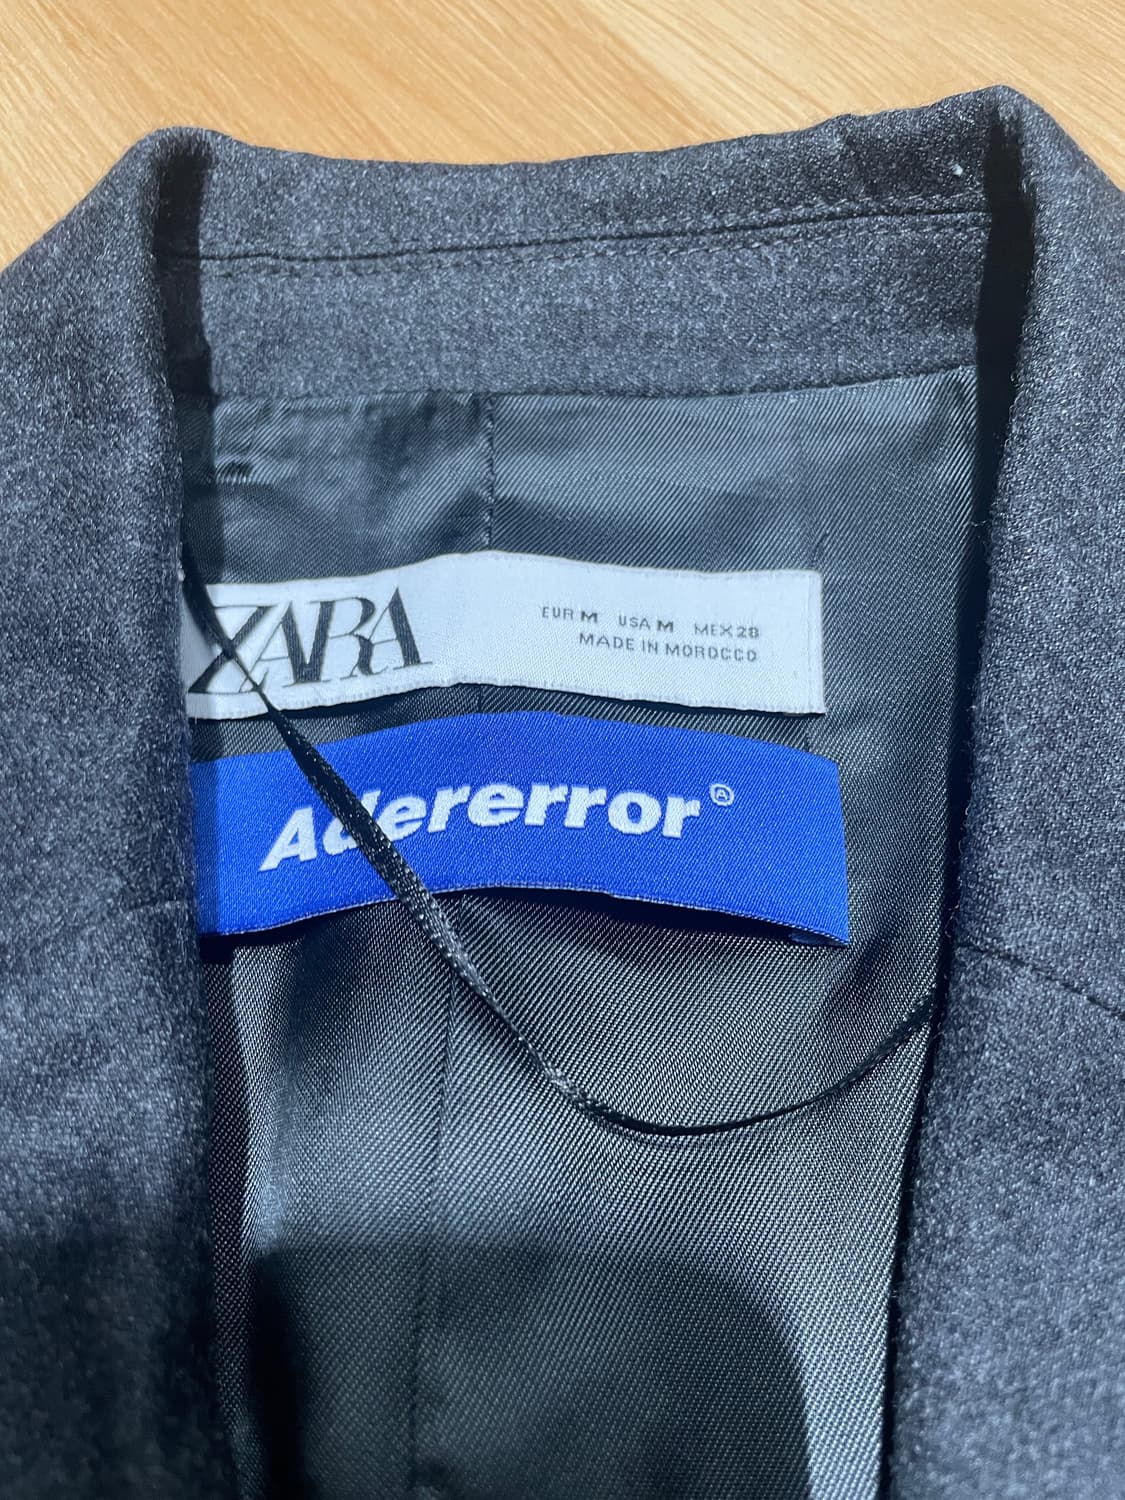 ZARA
EUR M USA M MEX 28
MADE IN MOROCCO
Adererror